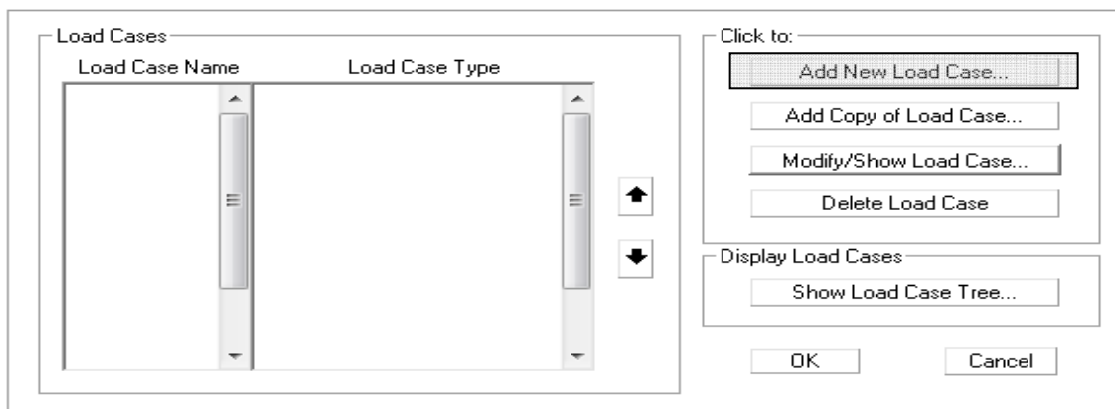 Load Cases
Load Case Name
Load Case Type
Click to:
Add New Load Case...
Add Copy of Load Case...
Modify/Show Load Case...
Delete Load Case
Display Load Cases
Show Load Case Tree...
OK
Cancel